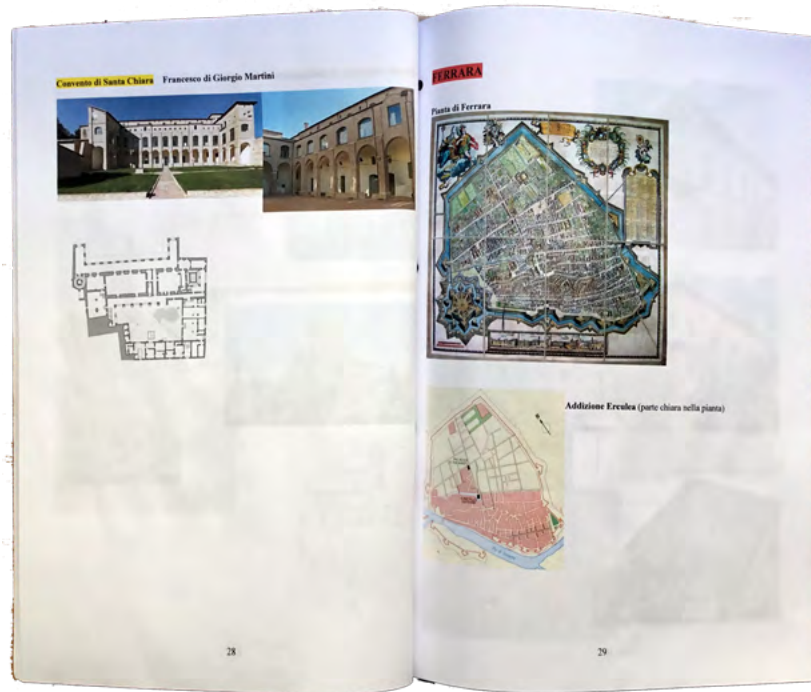 Convento di Santa Chiara Francesco di Giorgio Martini
28
FERRARA
Pianta di Ferrara
Addizione Erculea (parte chiara nella pianta)
29